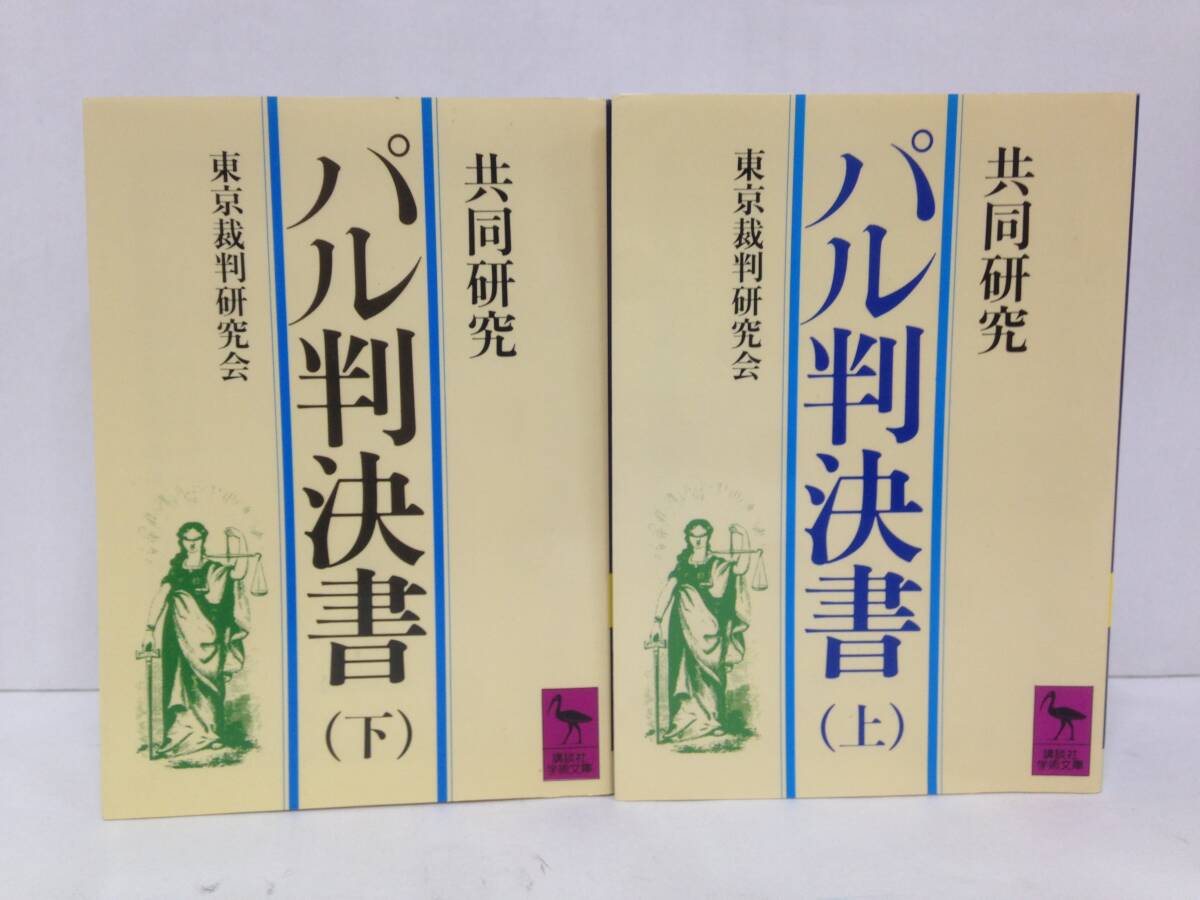 共同研究
パル判決書
(上)
東京裁判研究会
講談社
学術文庫
共同研究
パル判決書
(下)
東京裁判研究会
講談社
学術文庫